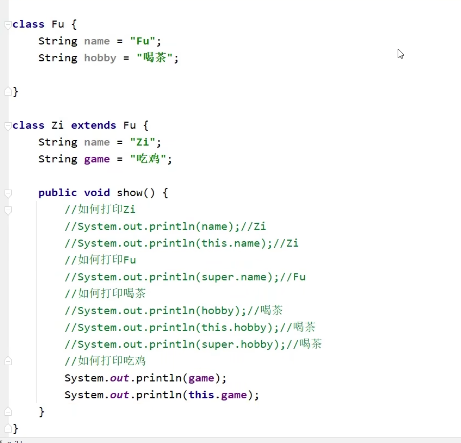 class Fu {
String name = "Fu";
String hobby = "喝茶";
}
class Zi extends Fu {
String name = "Zi";
String game = "吃鸡";
public void show() {
//如何打印Zi
//System.out.println(name);//Zi
//System.out.println(this.name);//Zi
//如何打印Fu
//System.out.println(super.name);//Fu
//如何打印喝茶
//System.out.println(hobby);//喝茶
//System.out.println(this.hobby);//喝茶
//System.out.println(super.hobby);//喝茶
//如何打印吃鸡
System.out.println(game);
System.out.println(this.game);
}
}